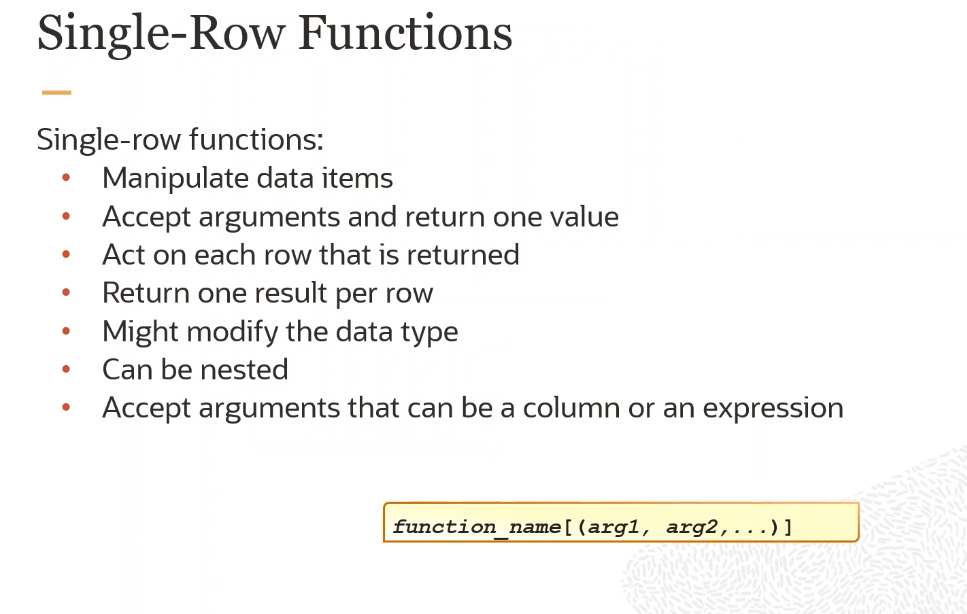 Single-Row Functions
Single-row functions:
• Manipulate data items
• Accept arguments and return one value
• Act on each row that is returned
• Return one result per row
• Might modify the data type
• Can be nested
• Accept arguments that can be a column or an expression
function_name[(arg1, arg2,...)]